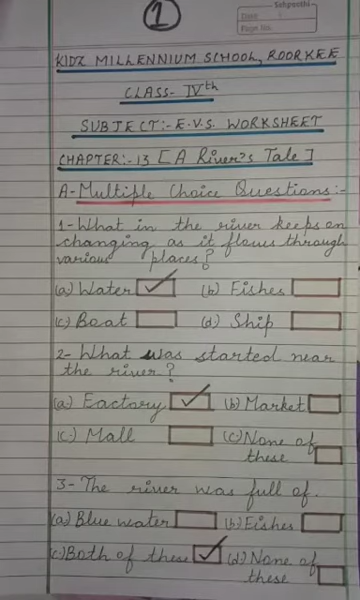 1
Sehpeethi
Date
Page No.
KIDZ MILLENNIUM SCHOOL, ROORKEE
CLASS- IVth
SUBTECT:- E.V.S. WORKSHEET
CHAPTER:- 13 [A River's Tale]
A- Multiple Choice Questions:-
1- What in the river keeps on
changing as it flows through
various places?
(a) Water ✓ (b) Fishes
(c) Boat (d) Ship
2- What was started near
the river?
(a) Factory ✓ (b) Market
(c) Mall (c) None of
these
3- The river was full of.
(a) Blue water (b) Fishes
(c) Both of these ✓ (d) None of
these